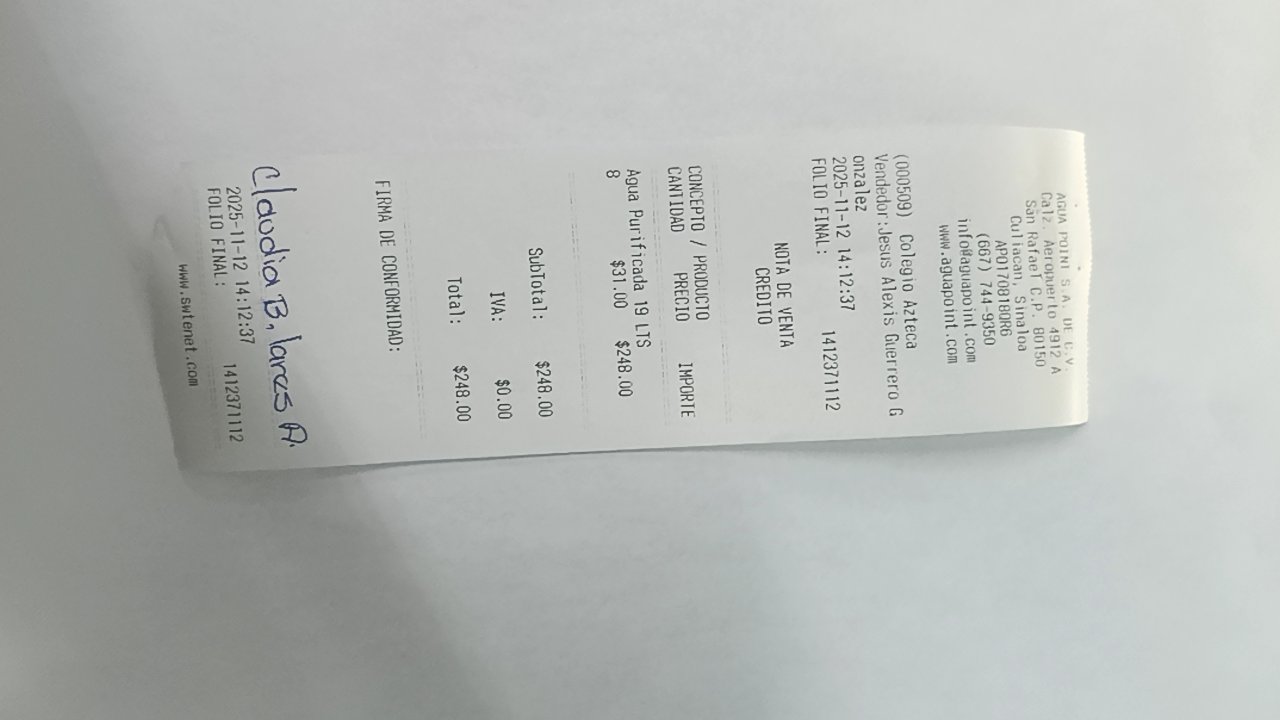 AGUA POINT S.A. DE C.V.
Calz. Aeropuerto 4912 A
San Rafael C.P. 80150
Culiacan, Sinaloa
APO170818QR6
(667) 744-9350
info@aguapoint.com
www.aguapoint.com
(000509) Colegio Azteca
Vendedor:Jesus Alexis Guerrero G
onzalez
2025-11-12 14:12:37
FOLIO FINAL: 1412371112
NOTA DE VENTA
CREDITO
CONCEPTO / PRODUCTO
CANTIDAD PRECIO IMPORTE
Agua Purificada 19 LTS
8 $31.00 $248.00
SubTotal: $248.00
IVA: $0.00
Total: $248.00
FIRMA DE CONFORMIDAD:
Claudia B. lares A.
2025-11-12 14:12:37
FOLIO FINAL: 1412371112
www.swtenet.com